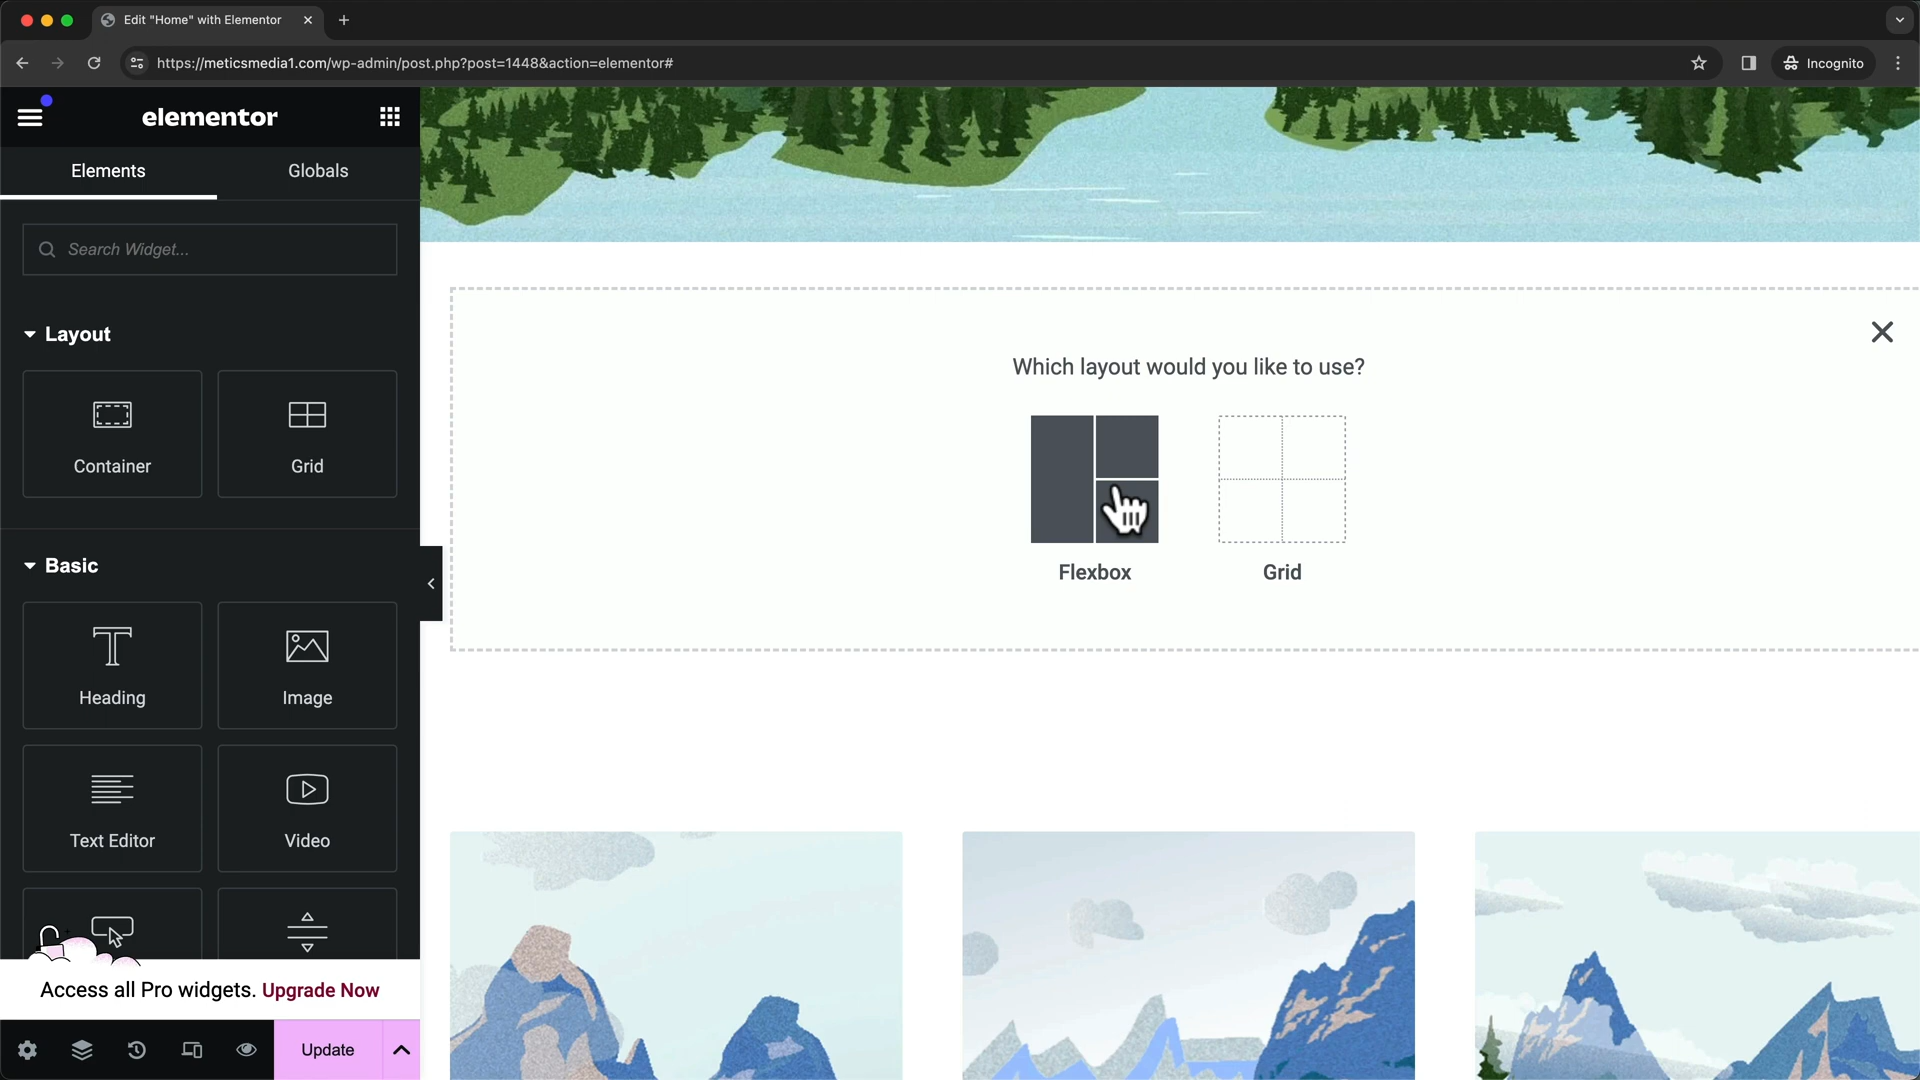 Edit "Home" with Elementor
https://meticsmedia1.com/wp-admin/post.php?post=1448&action=elementor#
Incognito
elementor
Elements
Globals
Search Widget...
Layout
Container
Grid
Basic
Heading
Image
Text Editor
Video
Access all Pro widgets. Upgrade Now
Update
Which layout would you like to use?
Flexbox
Grid